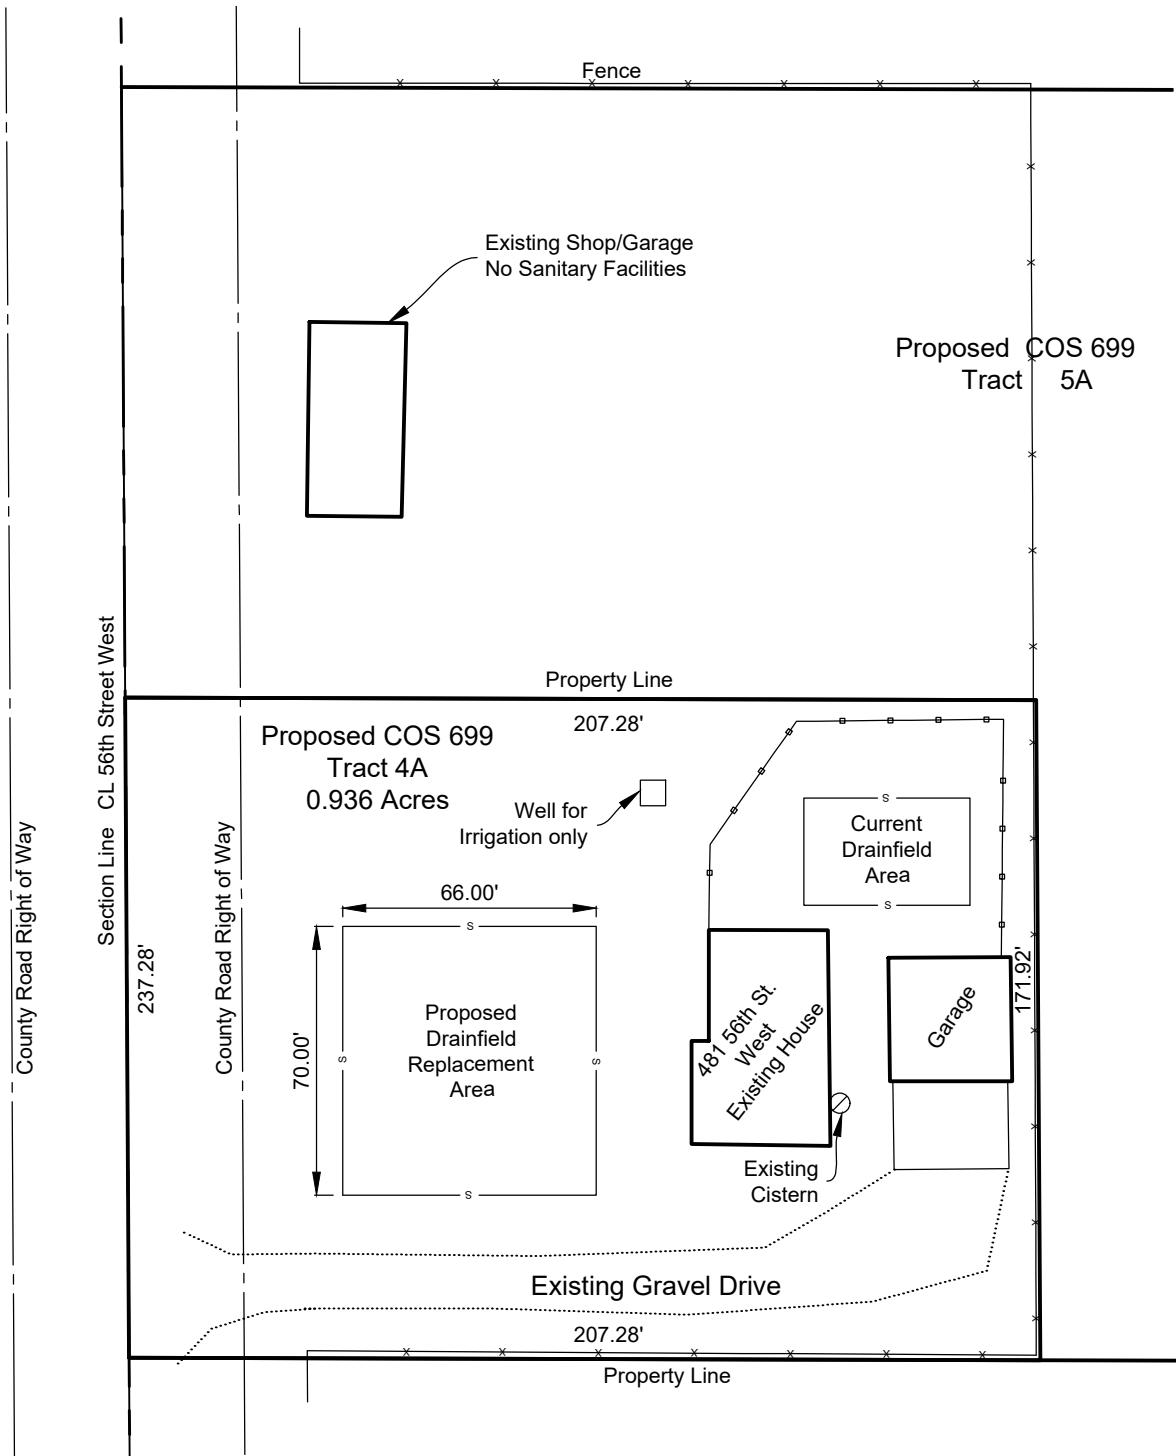 Fence
Existing Shop/Garage
No Sanitary Facilities
Proposed COS 699
Tract 5A
Section Line CL 56th Street West
Property Line
207.28'
Proposed COS 699
Tract 4A
0.936 Acres
Well for
Irrigation only
Current
Drainfield
Area
County Road Right of Way
County Road Right of Way
237.28'
66.00'
70.00'
Proposed
Drainfield
Replacement
Area
481 56th St.
West
Existing House
Garage
171.92'
Existing
Cistern
Existing Gravel Drive
207.28'
Property Line
S
S
S
S
S
S